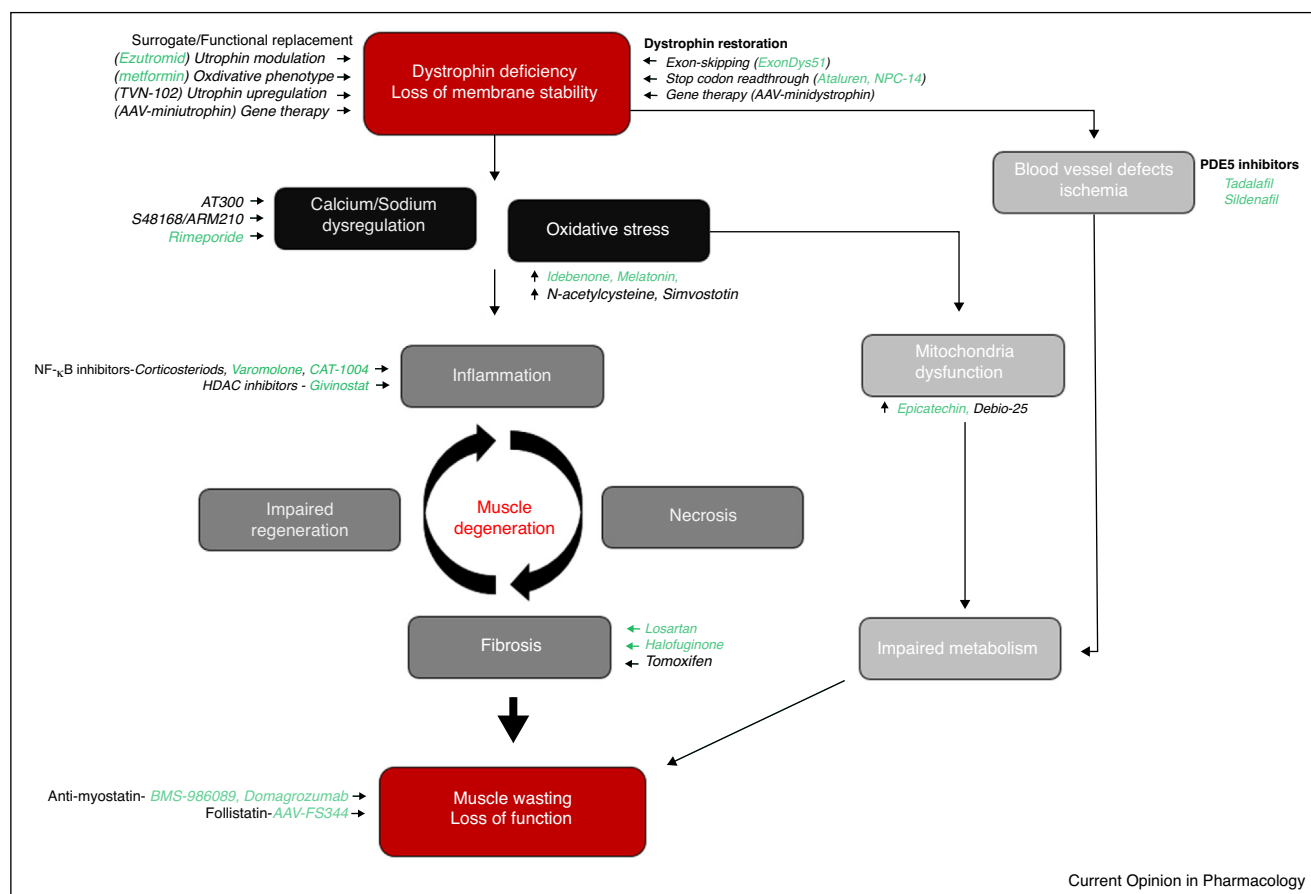 Surrogate/Functional replacement
(Ezutromid) Utrophin modulation
(metformin) Oxdivative phenotype
(TVN-102) Utrophin upregulation
(AAV-miniutrophin) Gene therapy
Dystrophin deficiency
Loss of membrane stability
Dystrophin restoration
Exon-skipping (ExonDys51)
Stop codon readthrough (Ataluren, NPC-14)
Gene therapy (AAV-minidystrophin)
Blood vessel defects
ischemia
PDE5 inhibitors
Tadalafil
Sildenafil
AT300
S48168/ARM210
Rimeporide
Calcium/Sodium
dysregulation
Oxidative stress
Idebenone, Melatonin,
N-acetylcysteine, Simvostotin
NF-κB inhibitors-Corticosteriods, Varomolone, CAT-1004
HDAC inhibitors - Givinostat
Inflammation
Mitochondria
dysfunction
Epicatechin, Debio-25
Impaired
regeneration
Muscle
degeneration
Necrosis
Fibrosis
Losartan
Halofuginone
Tomoxifen
Impaired metabolism
Anti-myostatin- BMS-986089, Domagrozumab
Follistatin-AAV-FS344
Muscle wasting
Loss of function
Current Opinion in Pharmacology